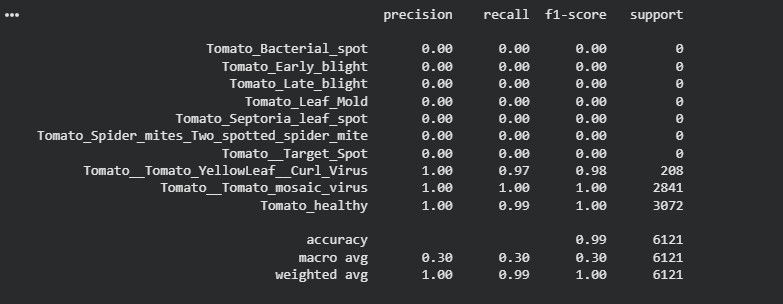 •••
precision recall f1-score support
Tomato_Bacterial_spot 0.00 0.00 0.00 0
Tomato_Early_blight 0.00 0.00 0.00 0
Tomato_Late_blight 0.00 0.00 0.00 0
Tomato_Leaf_Mold 0.00 0.00 0.00 0
Tomato_Septoria_leaf_spot 0.00 0.00 0.00 0
Tomato_Spider_mites_Two_spotted_spider_mite 0.00 0.00 0.00 0
Tomato__Target_Spot 0.00 0.00 0.00 0
Tomato__Tomato_YellowLeaf__Curl_Virus 1.00 0.97 0.98 208
Tomato__Tomato_mosaic_virus 1.00 1.00 1.00 2841
Tomato_healthy 1.00 0.99 1.00 3072
accuracy 0.99 6121
macro avg 0.30 0.30 0.30 6121
weighted avg 1.00 0.99 1.00 6121